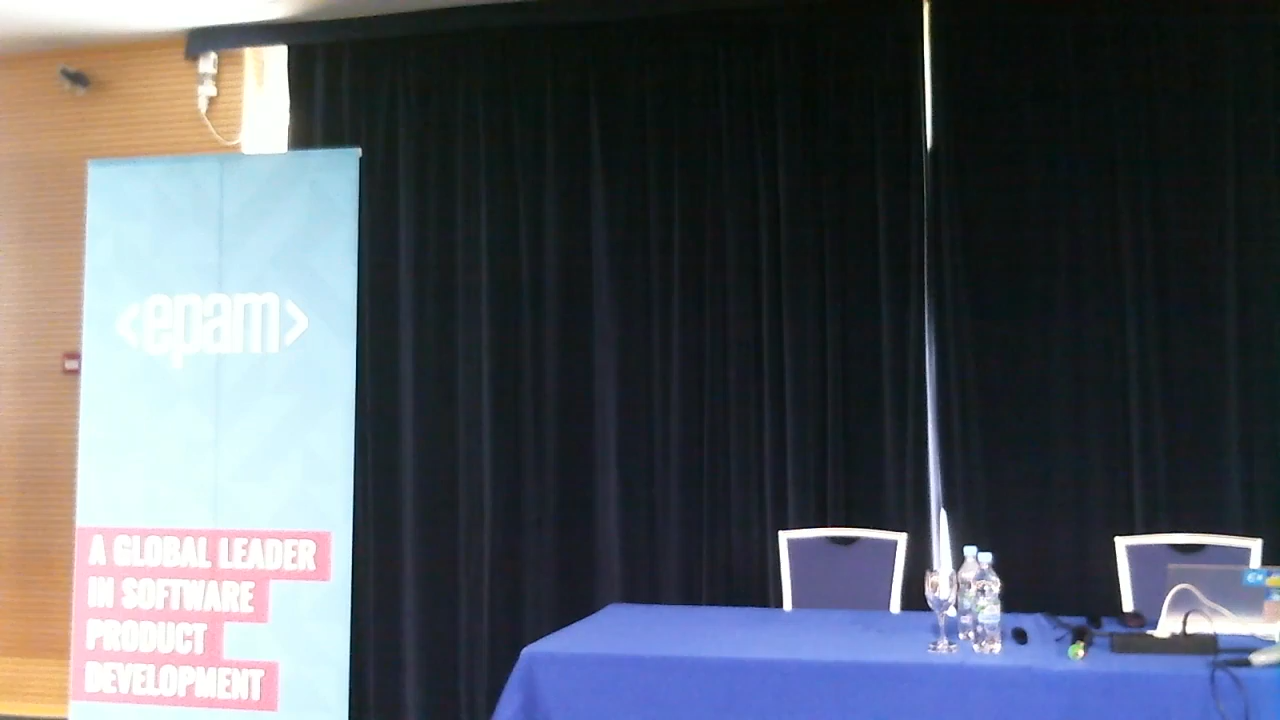 <epam>
A GLOBAL LEADER
IN SOFTWARE
PRODUCT
DEVELOPMENT